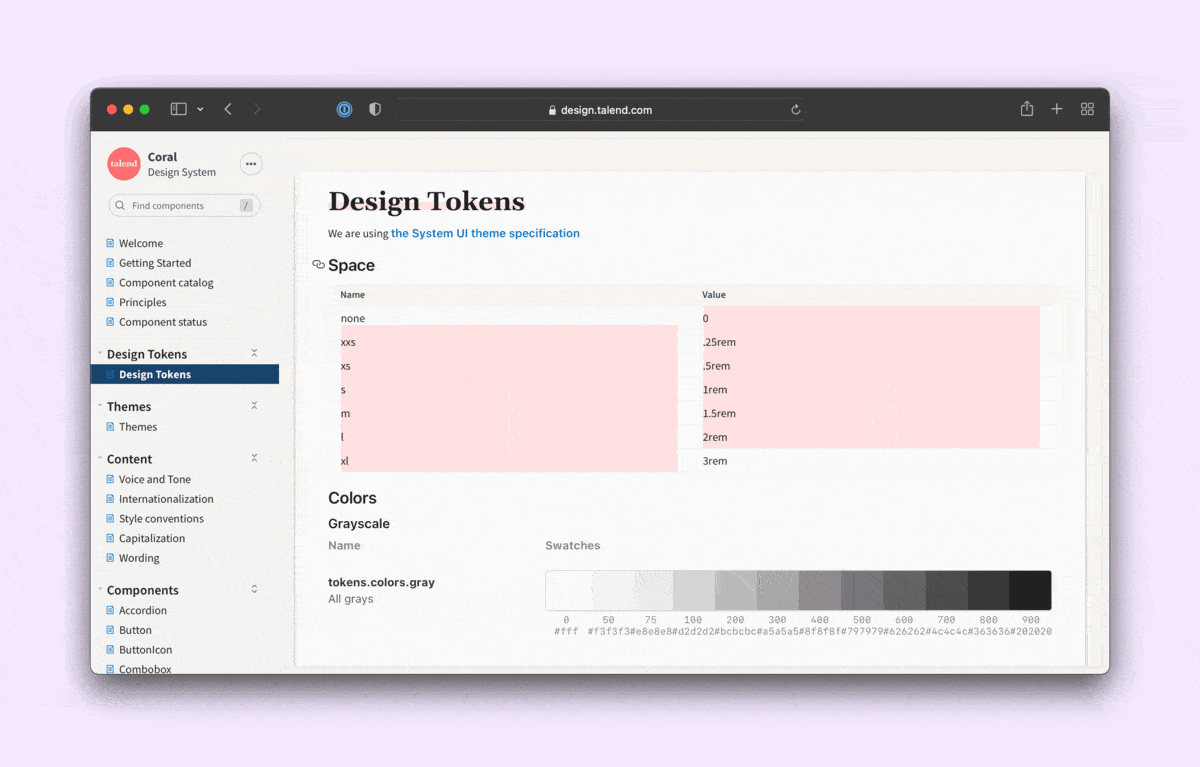 design.talend.com
talend
Coral
Design System
Find components /
Welcome
Getting Started
Component catalog
Principles
Component status
Design Tokens
Design Tokens
Themes
Themes
Content
Voice and Tone
Internationalization
Style conventions
Capitalization
Wording
Components
Accordion
Button
ButtonIcon
Combobox
Design Tokens
We are using the System UI theme specification
Space
Name Value
none 0
xxs .25rem
xs .5rem
s 1rem
m 1.5rem
l 2rem
xl 3rem
Colors
Grayscale
Name Swatches
tokens.colors.gray
All grays
0 50 75 100 200 300 400 500 600 700 800 900
#fff #f3f3f3#e8e8e8#d2d2d2#bcbcbc#a5a5a5#8f8f8f#797979#626262#4c4c4c#363636#202020